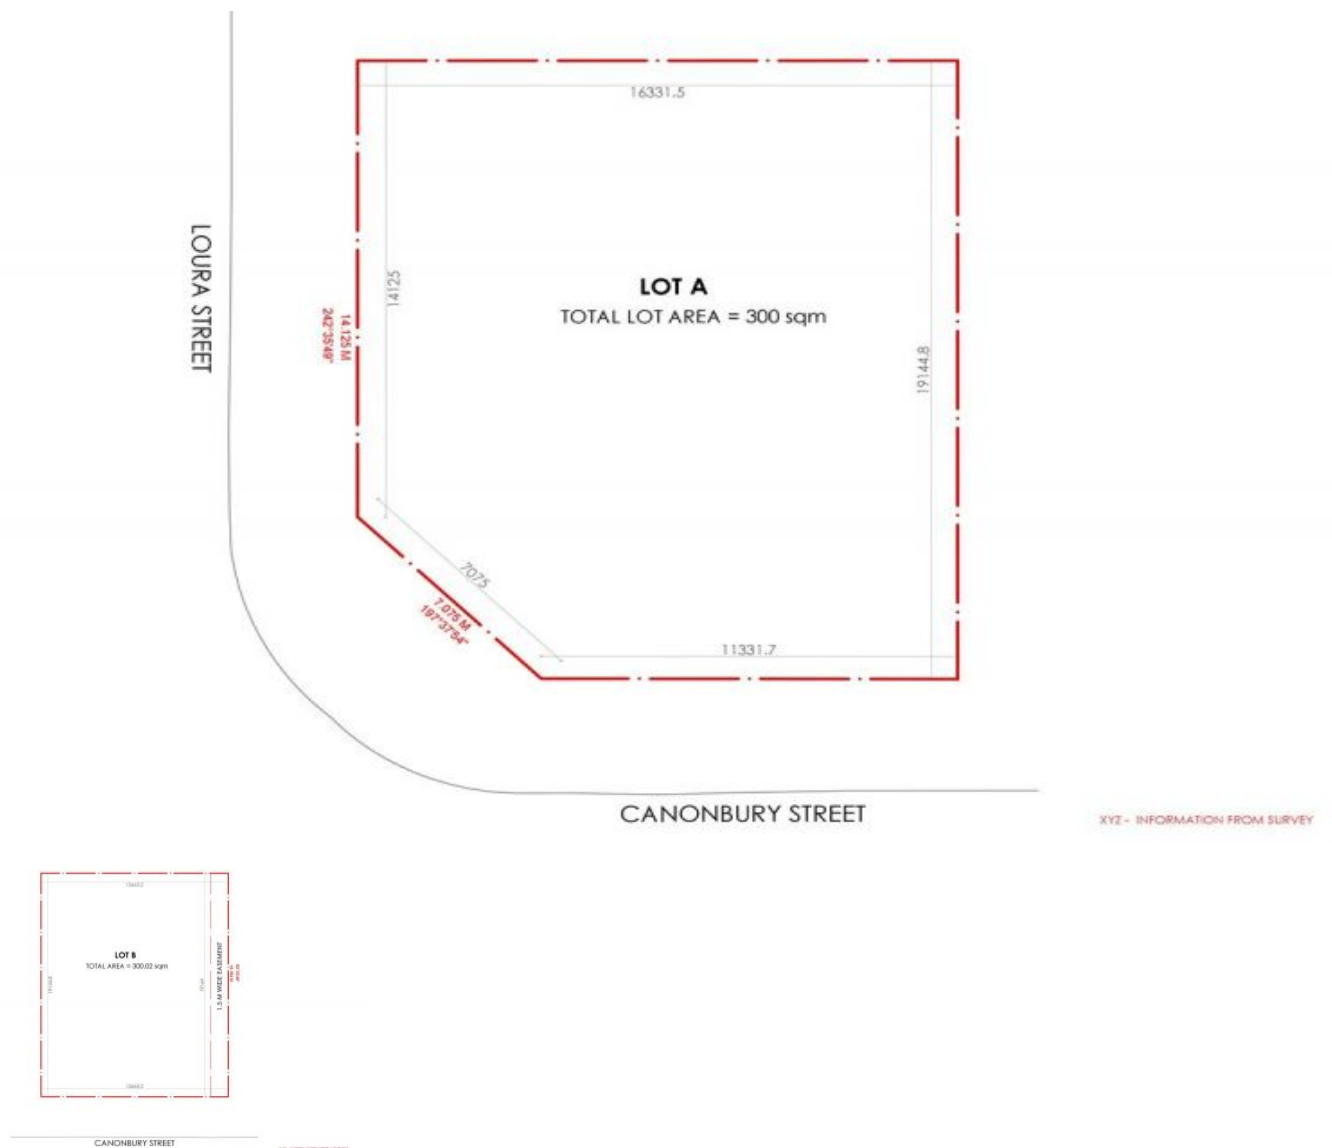 16331.5
LOURA STREET
14125
14.125 M
242°35'49"
LOT A
TOTAL LOT AREA = 300 sqm
19144.8
7075
7.075 M
197°37'54"
11331.7
CANONBURY STREET
XYZ - INFORMATION FROM SURVEY
LOT B
TOTAL AREA = 300.02 sqm
1.5 M WIDE EASEMENT
CANONBURY STREET